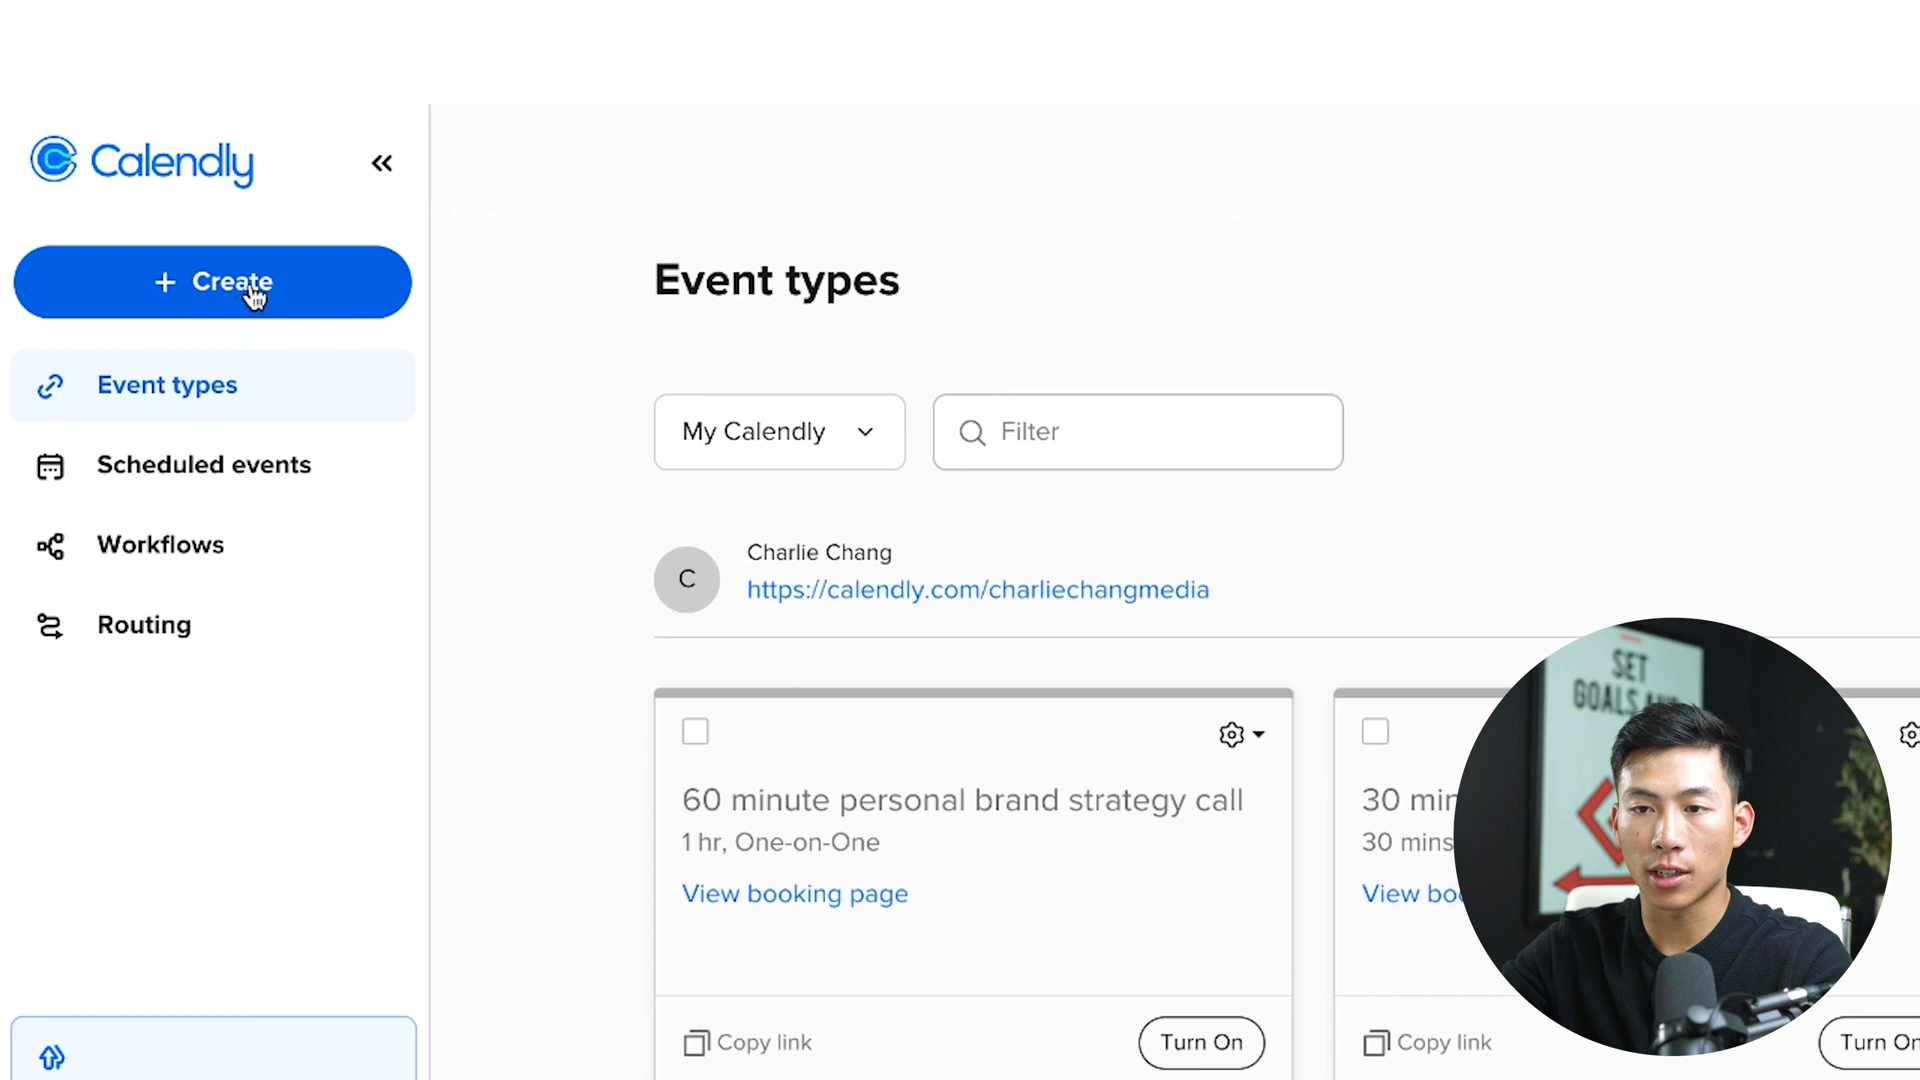 Calendly
+ Create
Event types
Scheduled events
Workflows
Routing
Event types
My Calendly
Filter
C
Charlie Chang
https://calendly.com/charliechangmedia
60 minute personal brand strategy call
1 hr, One-on-One
View booking page
Copy link
Turn On
30 min
30 mins
View boo
Copy link
Turn On
SET
GOALS AND